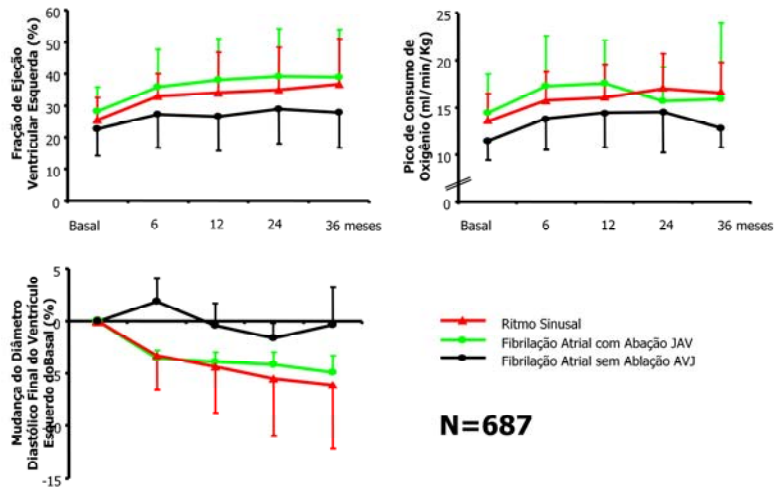 Fração de Ejeção
Ventricular Esquerda (%)
60
50
40
30
20
10
0
Basal 6 12 24 36 meses
Pico de Consumo de
Oxigênio (ml/min/Kg)
25
20
15
10
0
Basal 6 12 24 36 meses
Mudança do Diâmetro
Diastólico Final do Ventrículo
Esquerdo doBasal (%)
5
0
-5
-10
-15
Ritmo Sinusal
Fibrilação Atrial com Abação JAV
Fibrilação Atrial sem Ablação AVJ
N=687